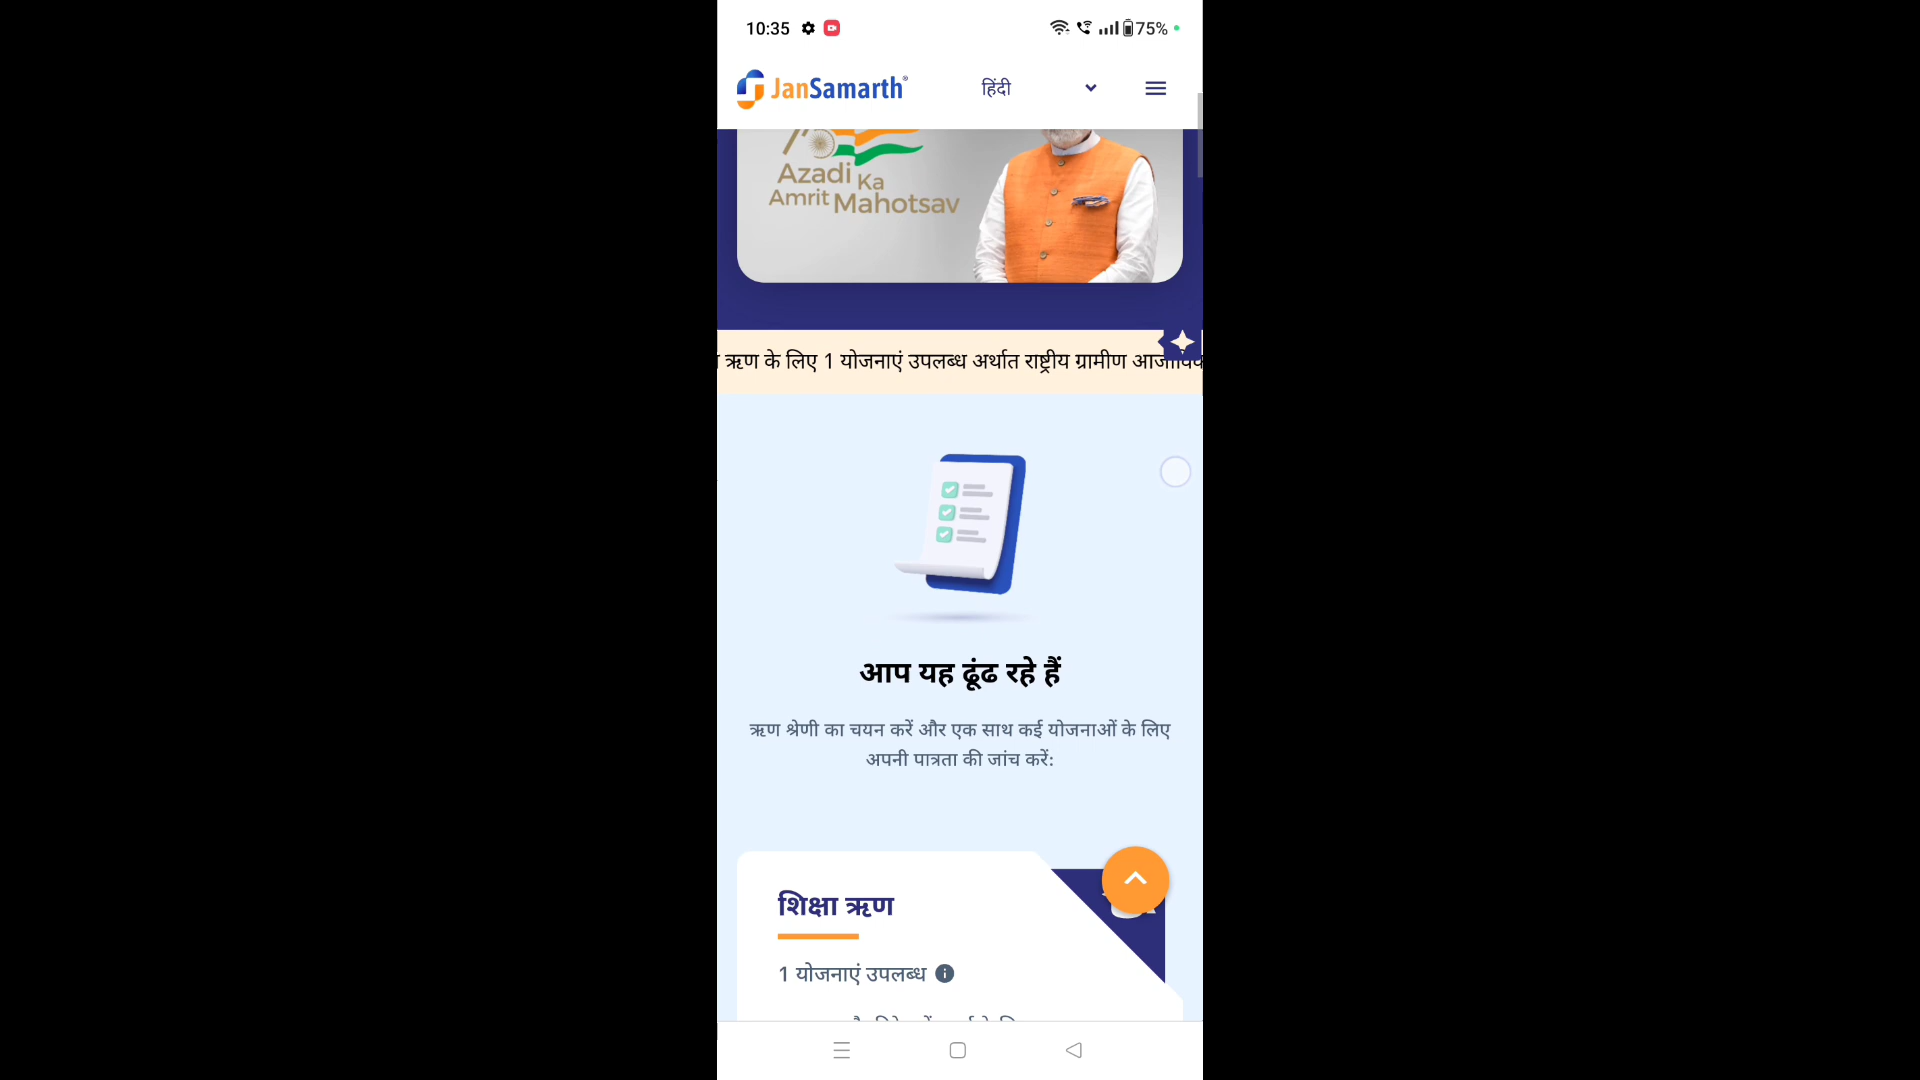 10:35 75%
JanSamarth® हिंदी
Azadi Ka
Amrit Mahotsav
ऋण के लिए 1 योजनाएं उपलब्ध अर्थात राष्ट्रीय ग्रामीण
आप यह ढूंढ रहे हैं
ऋण श्रेणी का चयन करें और एक साथ कई योजनाओं के लिए
अपनी पात्रता की जांच करें:
शिक्षा ऋण
1 योजनाएं उपलब्ध